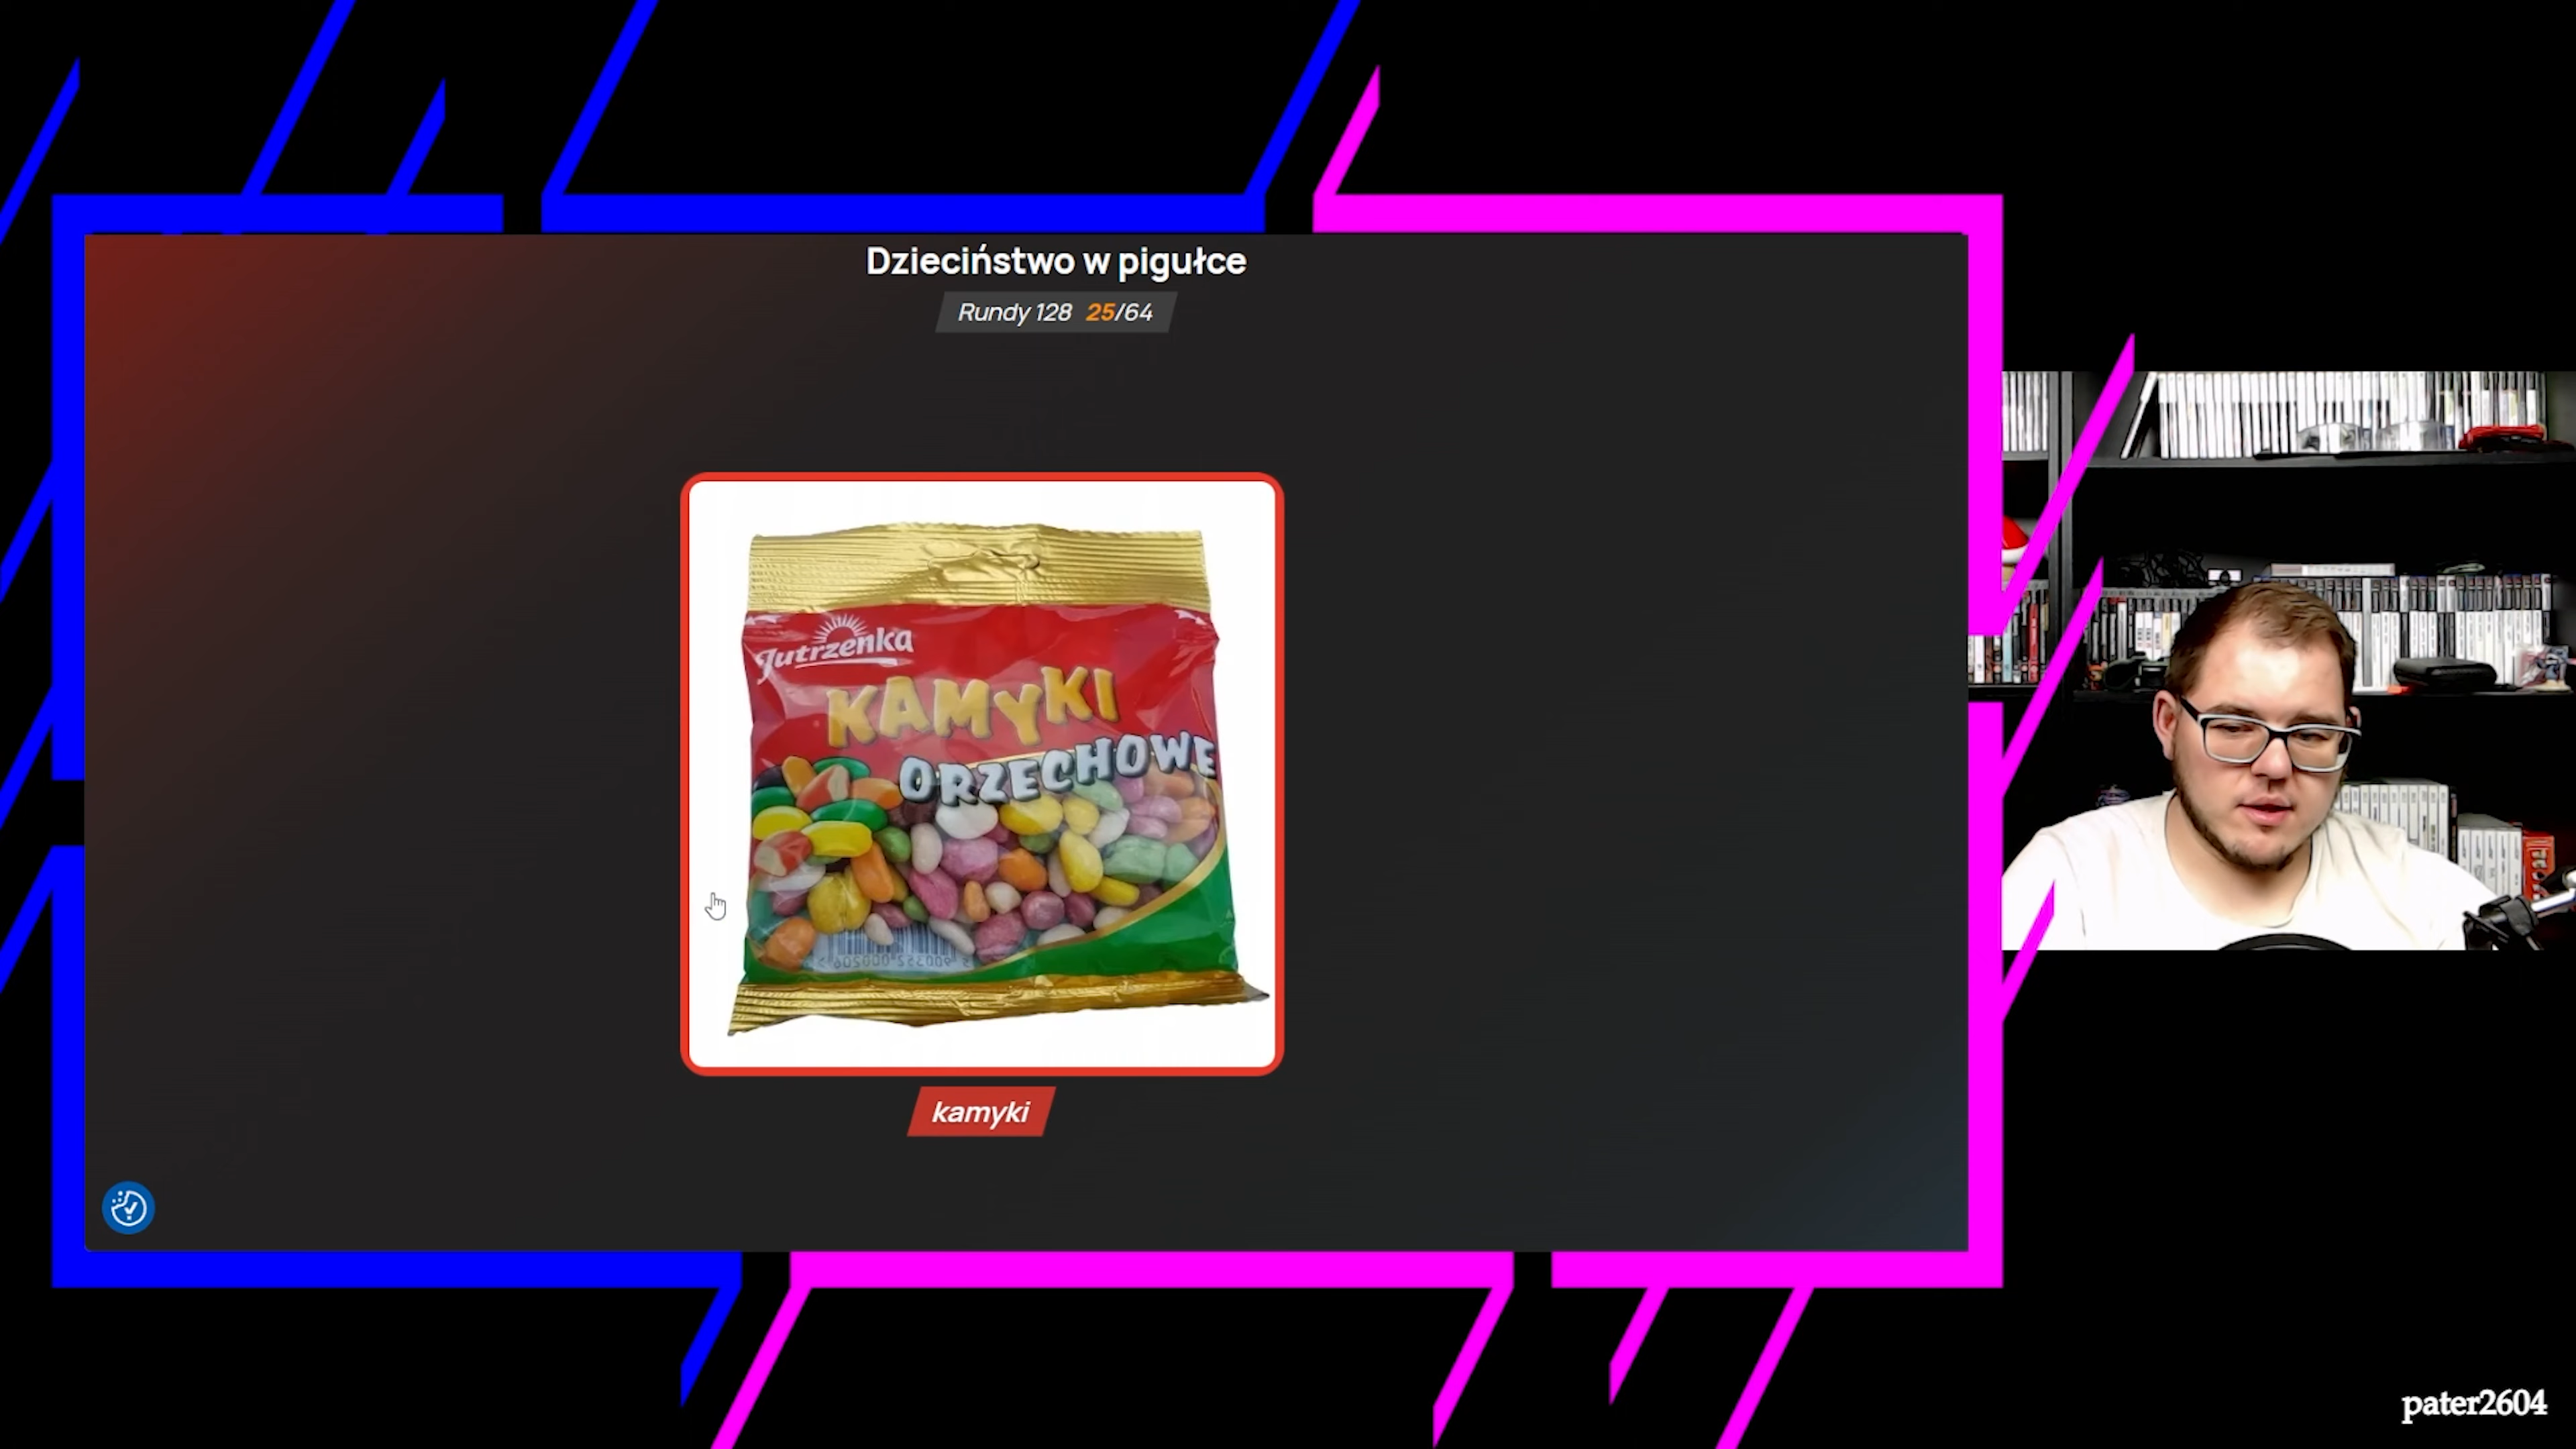 Dzieciństwo w pigułce
Rundy 128 25/64
Jutrzenka
KAMYKI
ORZECHOWE
kamyki
pater2604